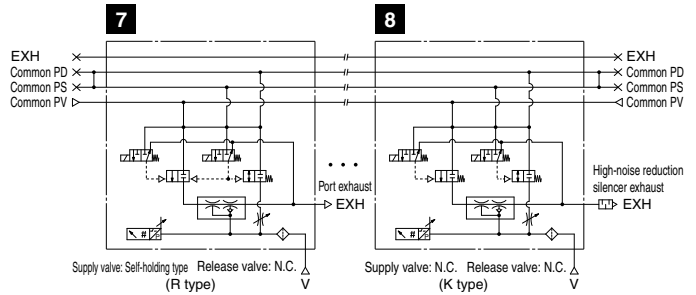 7
8
EXH
Common PD
Common PS
Common PV
EXH
Common PD
Common PS
Common PV
Port exhaust
EXH
High-noise reduction
silencer exhaust
EXH
#
#
Supply valve: Self-holding type Release valve: N.C.
(R type)
V
Supply valve: N.C. Release valve: N.C.
(K type)
V